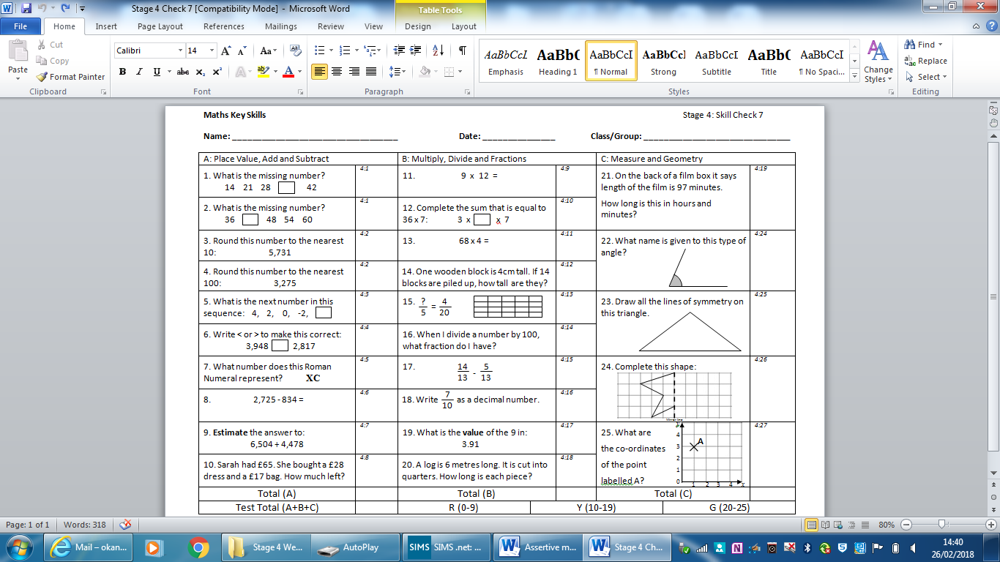 Stage 4 Check 7 [Compatibility Mode] - Microsoft Word
Table Tools
File Home Insert Page Layout References Mailings Review View Design Layout
Paste
Cut
Copy
Format Painter
Clipboard
Calibri 14
B I U abc X₂ X²
Font
Paragraph
AaBbCcI AaBbC AaBbCcI AaBbCcI AaBbCcI AaBbC AaBbCcI
Emphasis Heading 1 ¶ Normal Strong Subtitle Title ¶ No Spaci...
Change Styles
Styles
Find
Replace
Select
Editing
Maths Key Skills Stage 4: Skill Check 7
Name: ________________________________ Date: ______________ Class/Group: ____________________________
A: Place Value, Add and Subtract
1. What is the missing number? 4:1
14 21 28 42
2. What is the missing number? 4:1
36 48 54 60
3. Round this number to the nearest 4:2
10: 5,731
4. Round this number to the nearest 4:2
100: 3,275
5. What is the next number in this 4:3
sequence: 4, 2, 0, -2,
6. Write < or > to make this correct: 4:4
3,948 2,817
7. What number does this Roman 4:5
Numeral represent? XC
8. 2,725 - 834 = 4:6
9. Estimate the answer to: 4:7
6,504 + 4,478
10. Sarah had £65. She bought a £28 4:8
dress and a £17 bag. How much left?
Total (A)
B: Multiply, Divide and Fractions
11. 9 x 12 = 4:9
12. Complete the sum that is equal to 4:10
36 x 7: 3 x x 7
13. 68 x 4 = 4:11
14. One wooden block is 4cm tall. If 14 4:12
blocks are piled up, how tall are they?
15. ?/5 = 4/20 4:13
16. When I divide a number by 100, 4:14
what fraction do I have?
17. 14/13 - 5/13 4:15
18. Write 7/10 as a decimal number. 4:16
19. What is the value of the 9 in: 4:17
3.91
20. A log is 6 metres long. It is cut into 4:18
quarters. How long is each piece?
Total (B)
C: Measure and Geometry
21. On the back of a film box it says 4:19
length of the film is 97 minutes.
How long is this in hours and
minutes?
22. What name is given to this type of 4:24
angle?
23. Draw all the lines of symmetry on 4:25
this triangle.
24. Complete this shape: 4:26
Mirror line
25. What are 4:27
the co-ordinates
of the point
labelled A?
y
4
3
2
1
0
1 2 3 4 x
A
Total (C)
Test Total (A+B+C) R (0-9) Y (10-19) G (20-25)
Page: 1 of 1 Words: 318 80%
Mail – okan... Stage 4 We... AutoPlay SIMS SIMS .net: ... Assertive m... Stage 4 Ch...
14:40
26/02/2018